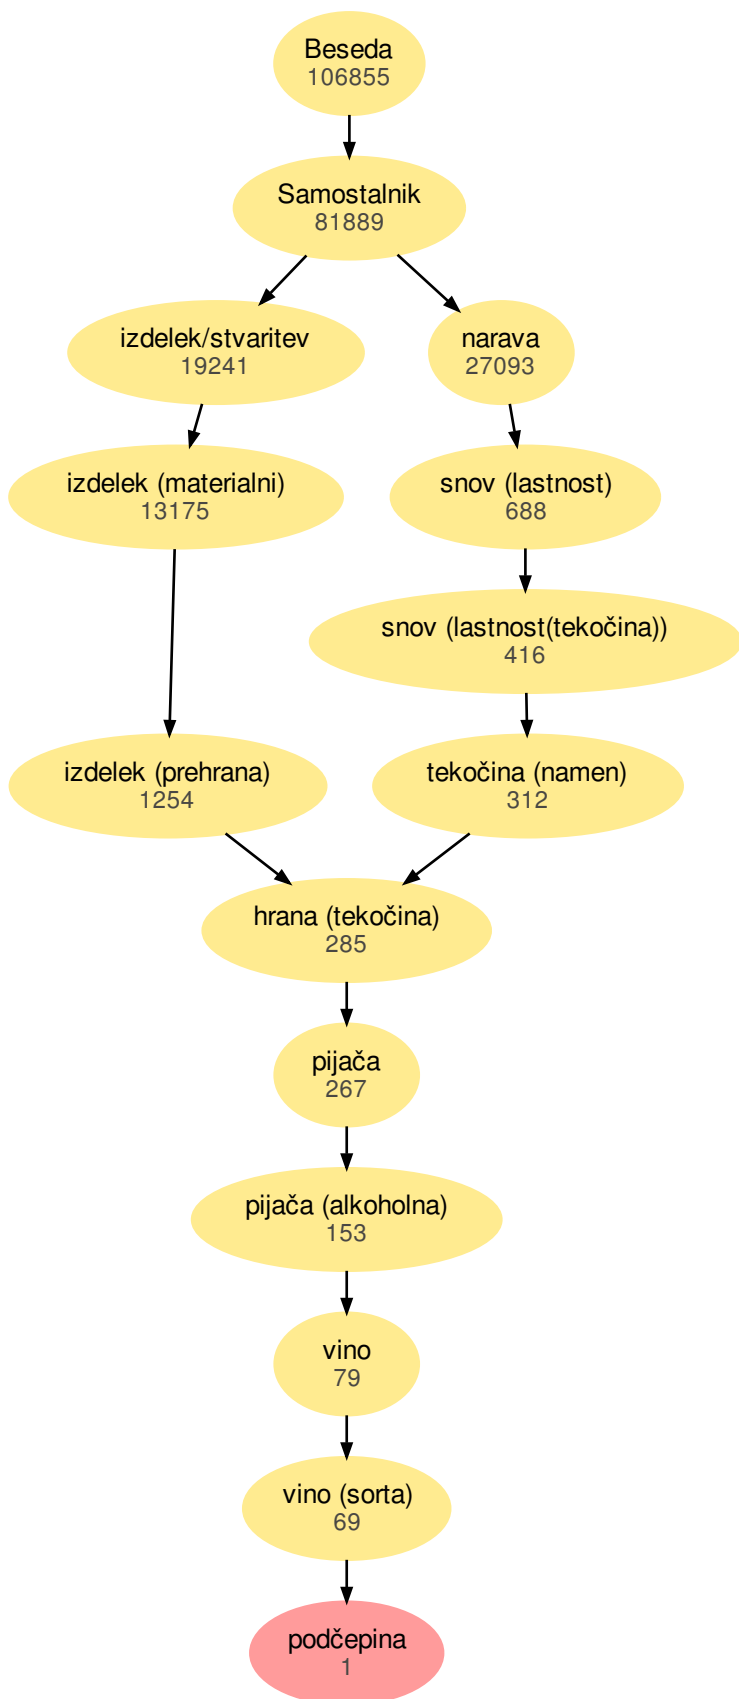 Beseda
106855
Samostalnik
81889
izdelek/stvaritev
19241
narava
27093
izdelek (materialni)
13175
snov (lastnost)
688
snov (lastnost(tekočina))
416
izdelek (prehrana)
1254
tekočina (namen)
312
hrana (tekočina)
285
pijača
267
pijača (alkoholna)
153
vino
79
vino (sorta)
69
podčepina
1